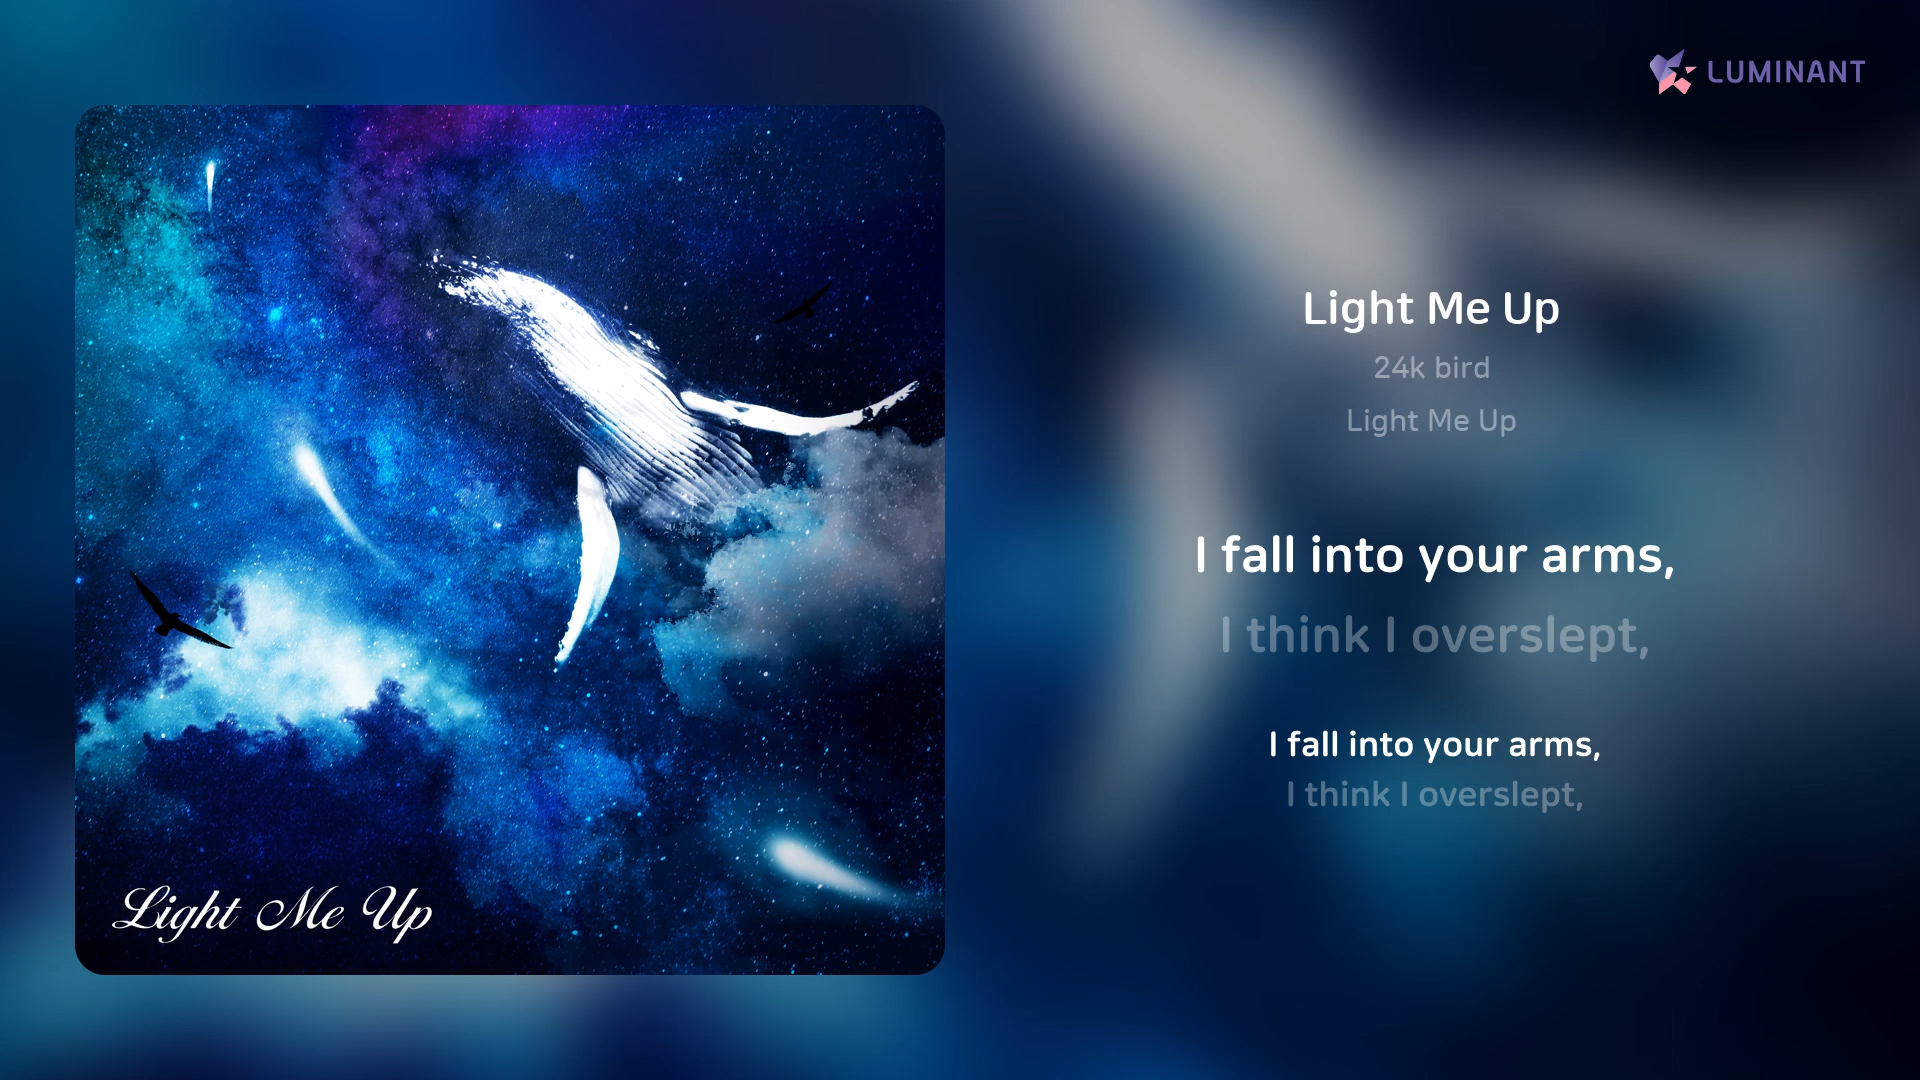 LUMINANT
Light Me Up
24k bird
Light Me Up
I fall into your arms,
I think I overslept,
I fall into your arms,
I think I overslept,
Light Me Up